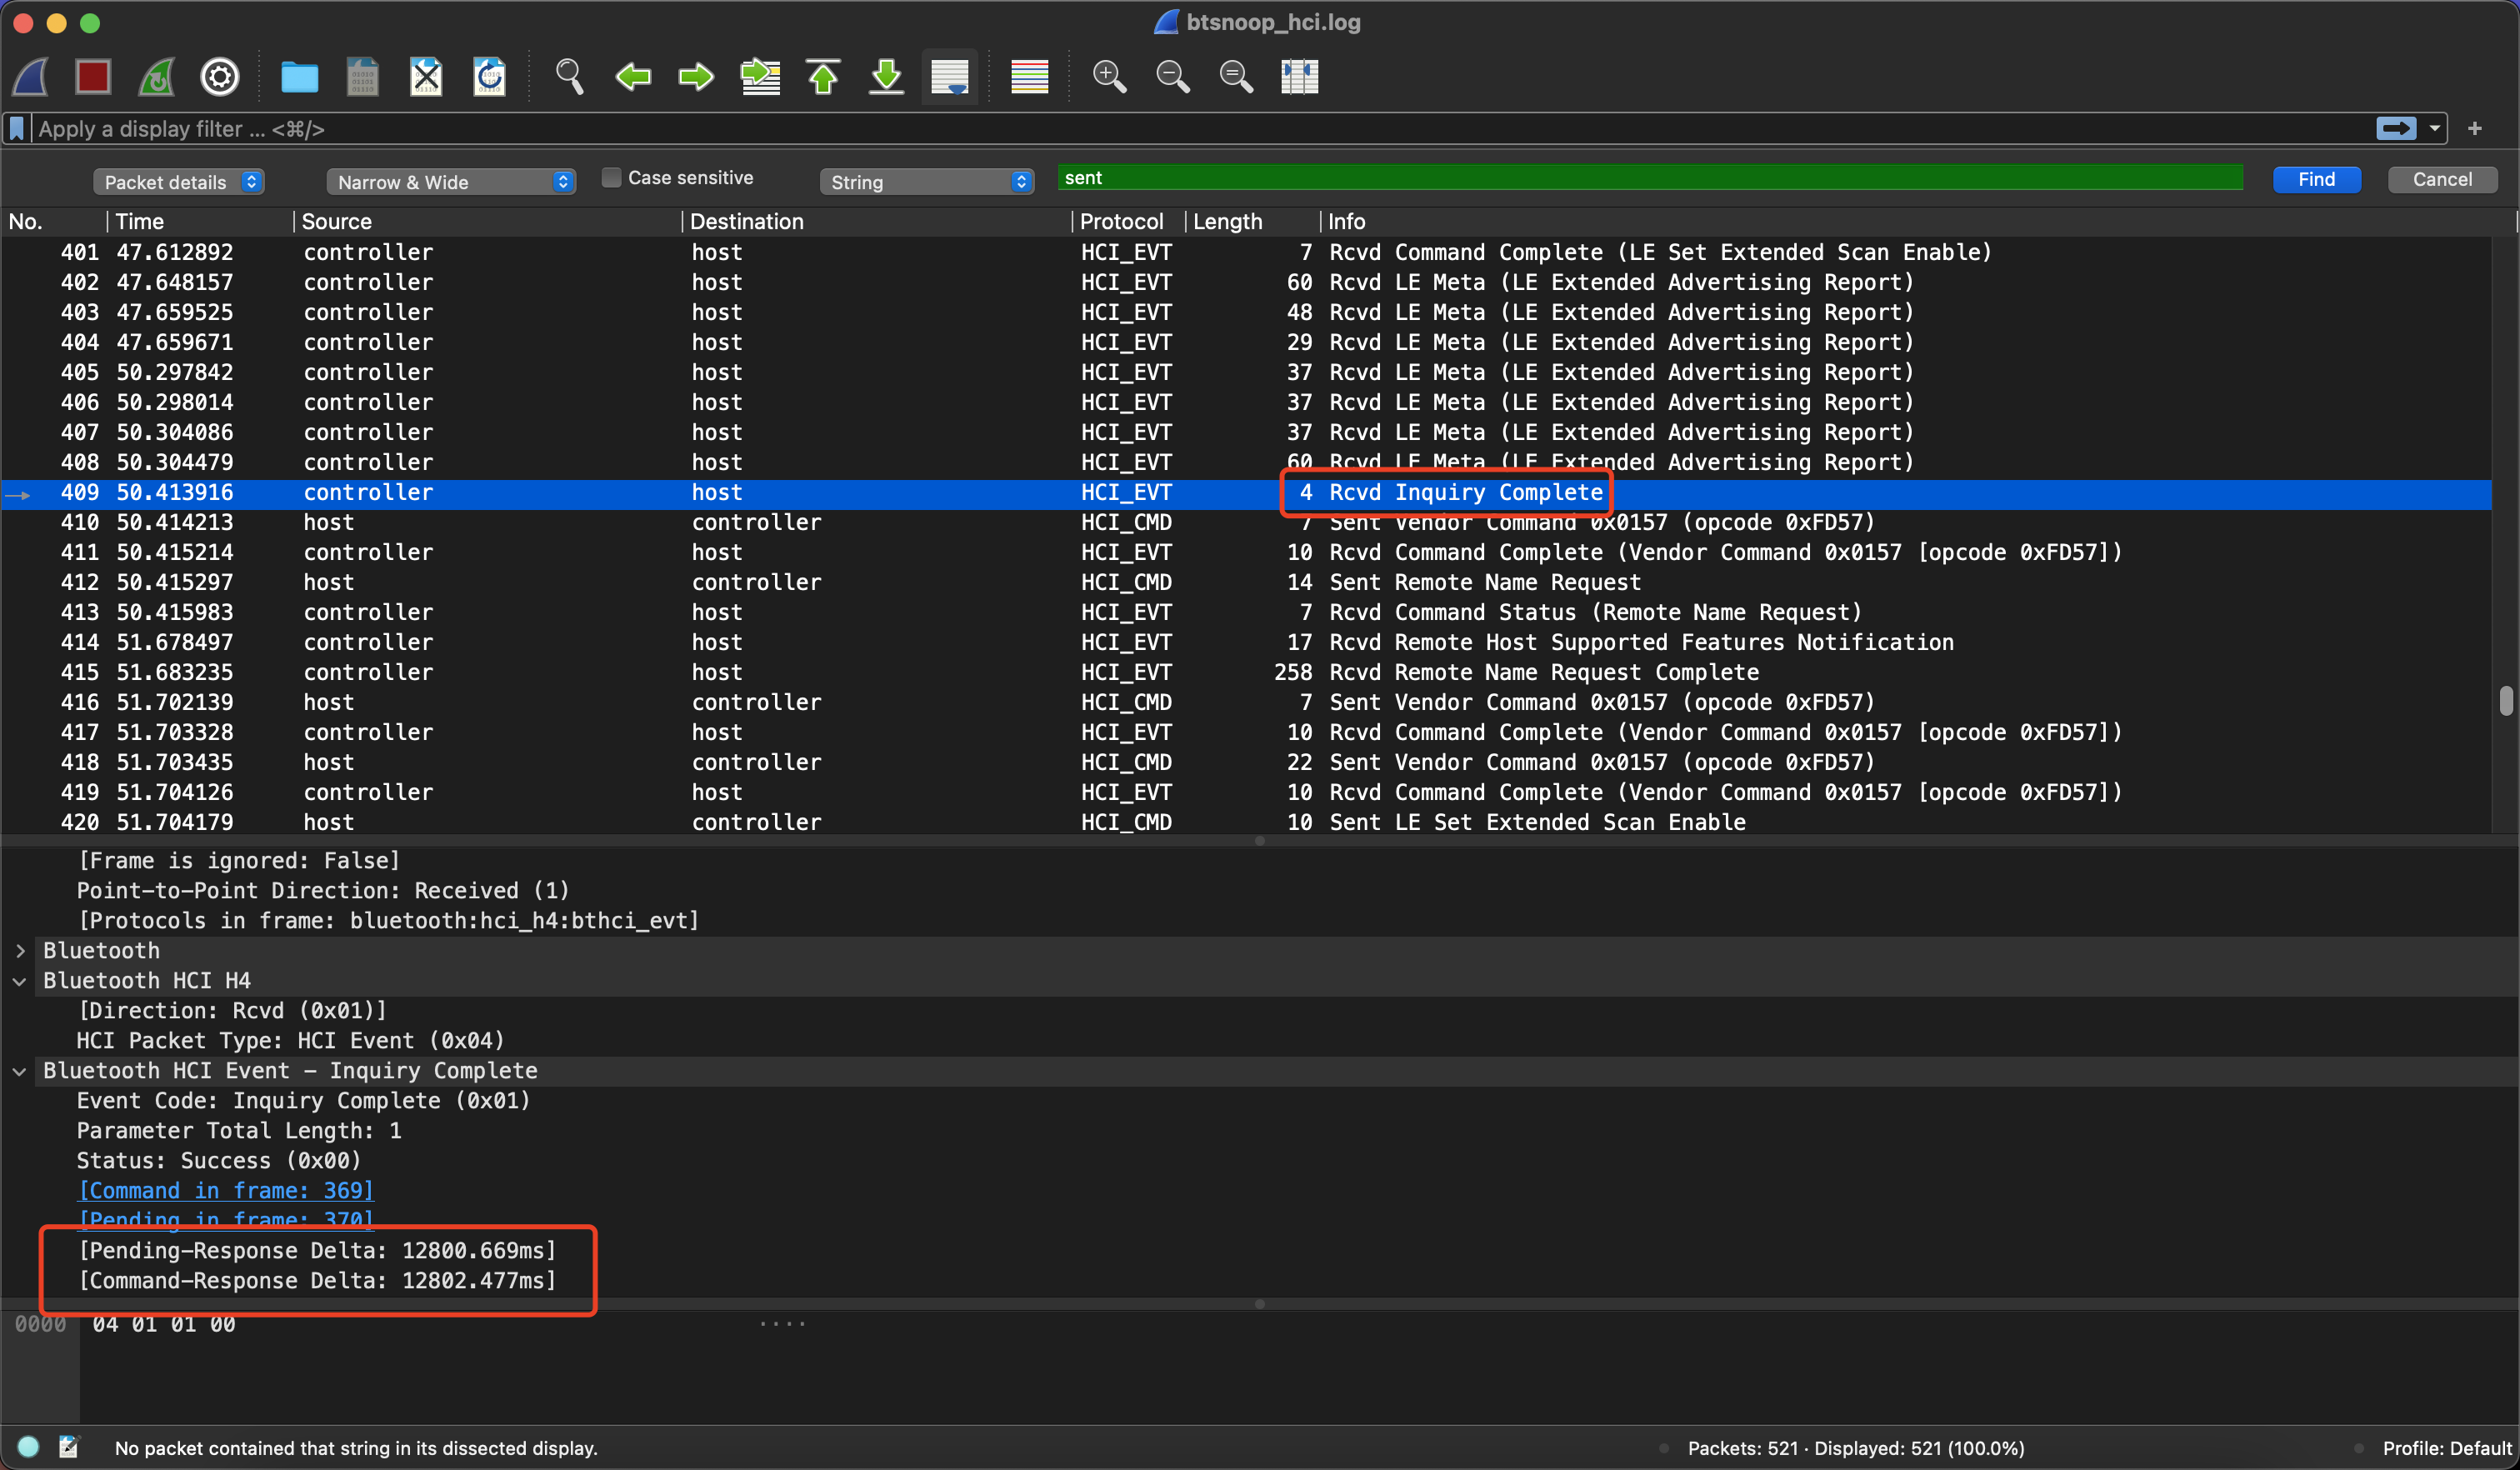 btsnoop_hci.log
Apply a display filter ... <⌘/>
Packet details Narrow & Wide Case sensitive String sent Find Cancel
No. Time Source Destination Protocol Length Info
401 47.612892 controller host HCI_EVT 7 Rcvd Command Complete (LE Set Extended Scan Enable)
402 47.648157 controller host HCI_EVT 60 Rcvd LE Meta (LE Extended Advertising Report)
403 47.659525 controller host HCI_EVT 48 Rcvd LE Meta (LE Extended Advertising Report)
404 47.659671 controller host HCI_EVT 29 Rcvd LE Meta (LE Extended Advertising Report)
405 50.297842 controller host HCI_EVT 37 Rcvd LE Meta (LE Extended Advertising Report)
406 50.298014 controller host HCI_EVT 37 Rcvd LE Meta (LE Extended Advertising Report)
407 50.304086 controller host HCI_EVT 37 Rcvd LE Meta (LE Extended Advertising Report)
408 50.304479 controller host HCI_EVT 60 Rcvd LE Meta (LE Extended Advertising Report)
409 50.413916 controller host HCI_EVT 4 Rcvd Inquiry Complete
410 50.414213 host controller HCI_CMD 7 Sent Vendor Command 0x0157 (opcode 0xFD57)
411 50.415214 controller host HCI_EVT 10 Rcvd Command Complete (Vendor Command 0x0157 [opcode 0xFD57])
412 50.415297 host controller HCI_CMD 14 Sent Remote Name Request
413 50.415983 controller host HCI_EVT 7 Rcvd Command Status (Remote Name Request)
414 51.678497 controller host HCI_EVT 17 Rcvd Remote Host Supported Features Notification
415 51.683235 controller host HCI_EVT 258 Rcvd Remote Name Request Complete
416 51.702139 host controller HCI_CMD 7 Sent Vendor Command 0x0157 (opcode 0xFD57)
417 51.703328 controller host HCI_EVT 10 Rcvd Command Complete (Vendor Command 0x0157 [opcode 0xFD57])
418 51.703435 host controller HCI_CMD 22 Sent Vendor Command 0x0157 (opcode 0xFD57)
419 51.704126 controller host HCI_EVT 10 Rcvd Command Complete (Vendor Command 0x0157 [opcode 0xFD57])
420 51.704179 host controller HCI_CMD 10 Sent LE Set Extended Scan Enable
[Frame is ignored: False]
Point-to-Point Direction: Received (1)
[Protocols in frame: bluetooth:hci_h4:bthci_evt]
Bluetooth
Bluetooth HCI H4
[Direction: Rcvd (0x01)]
HCI Packet Type: HCI Event (0x04)
Bluetooth HCI Event - Inquiry Complete
Event Code: Inquiry Complete (0x01)
Parameter Total Length: 1
Status: Success (0x00)
[Command in frame: 369]
[Pending in frame: 370]
[Pending-Response Delta: 12800.669ms]
[Command-Response Delta: 12802.477ms]
0000 04 01 01 00 ····
No packet contained that string in its dissected display. Packets: 521 · Displayed: 521 (100.0%) Profile: Default